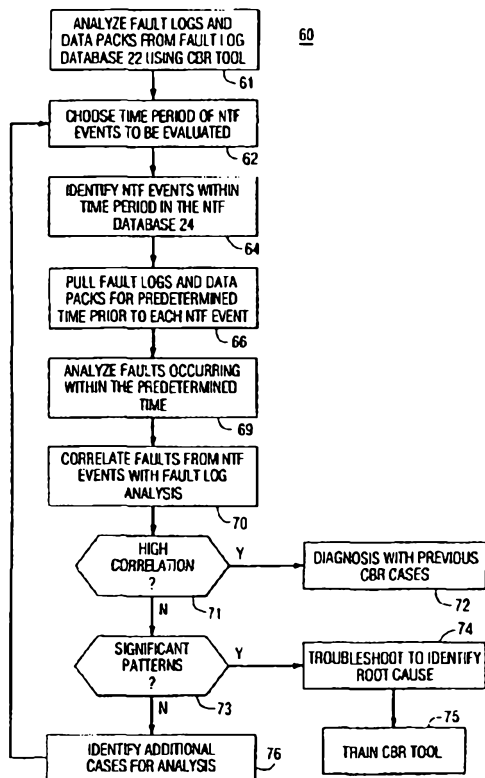 60
ANALYZE FAULT LOGS AND
DATA PACKS FROM FAULT LOG
DATABASE 22 USING CBR TOOL
61
CHOOSE TIME PERIOD OF NTF
EVENTS TO BE EVALUATED
62
IDENTIFY NTF EVENTS WITHIN
TIME PERIOD IN THE NTF
DATABASE 24
64
PULL FAULT LOGS AND DATA
PACKS FOR PREDETERMINED
TIME PRIOR TO EACH NTF EVENT
66
ANALYZE FAULTS OCCURRING
WITHIN THE PREDETERMINED
TIME
69
CORRELATE FAULTS FROM NTF
EVENTS WITH FAULT LOG
ANALYSIS
70
HIGH
CORRELATION
?
71
Y
N
DIAGNOSIS WITH PREVIOUS
CBR CASES
72
SIGNIFICANT
PATTERNS
?
73
Y
N
74
TROUBLESHOOT TO IDENTIFY
ROOT CAUSE
75
TRAIN CBR TOOL
IDENTIFY ADDITIONAL
CASES FOR ANALYSIS
76